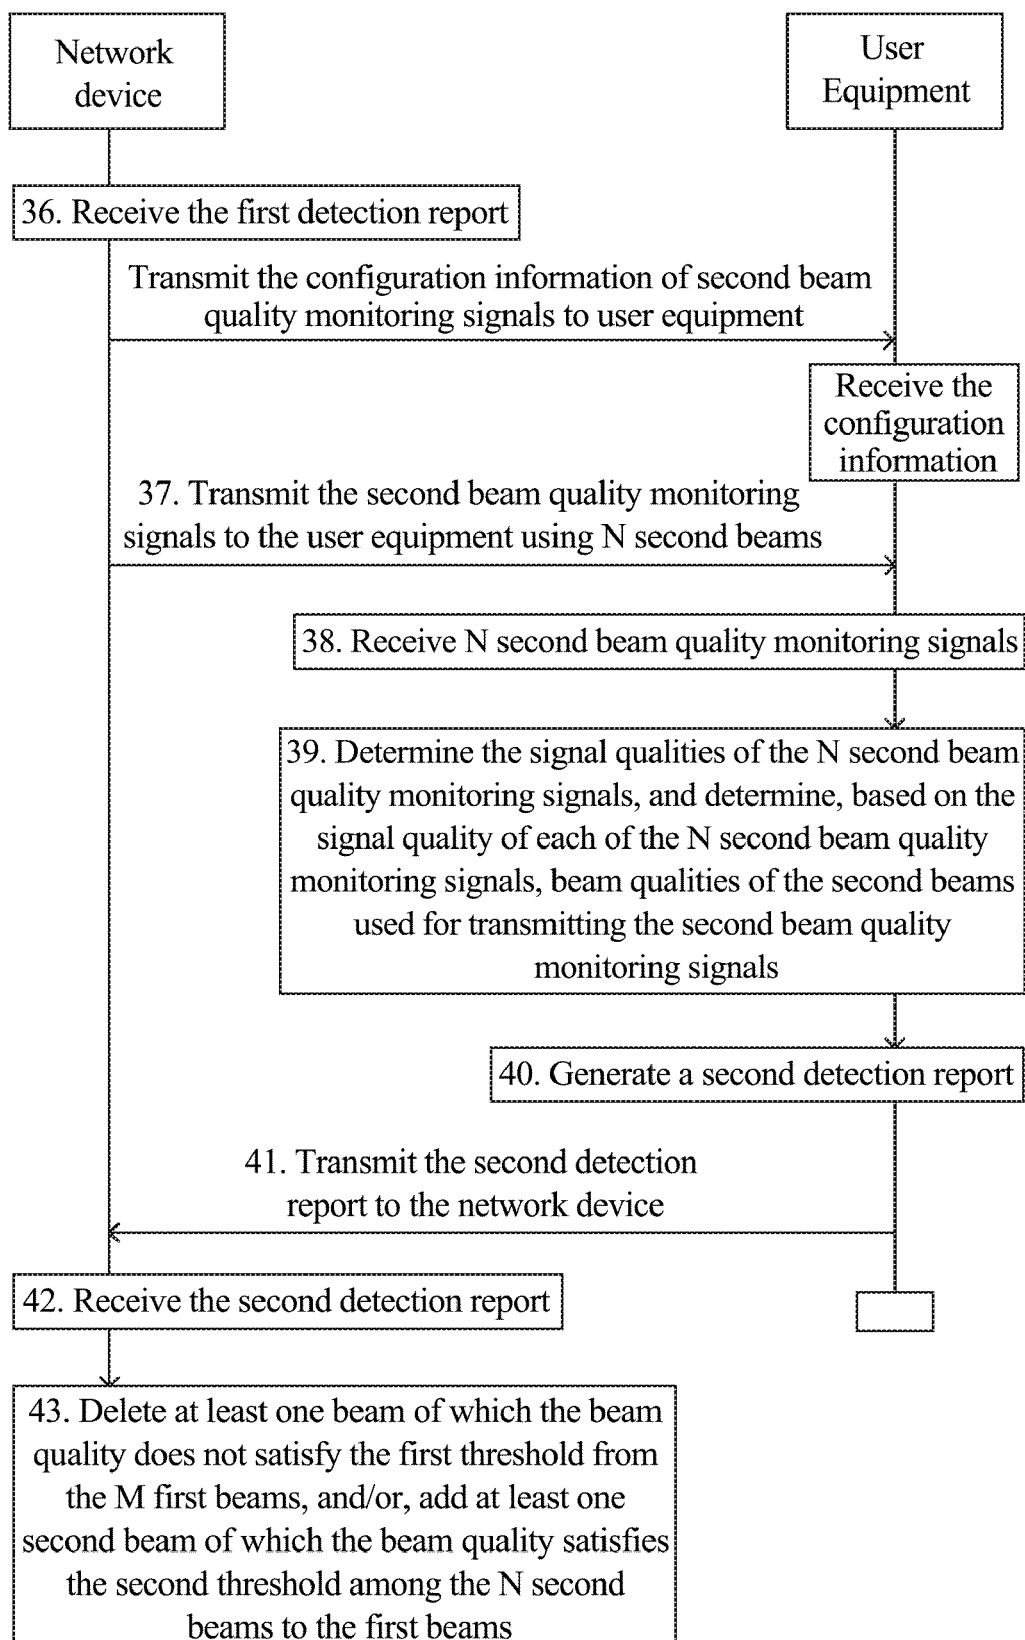 Network
device
User
Equipment
36. Receive the first detection report
Transmit the configuration information of second beam
quality monitoring signals to user equipment
Receive the
configuration
information
37. Transmit the second beam quality monitoring
signals to the user equipment using N second beams
38. Receive N second beam quality monitoring signals
39. Determine the signal qualities of the N second beam
quality monitoring signals, and determine, based on the
signal quality of each of the N second beam quality
monitoring signals, beam qualities of the second beams
used for transmitting the second beam quality
monitoring signals
40. Generate a second detection report
41. Transmit the second detection
report to the network device
42. Receive the second detection report
43. Delete at least one beam of which the beam
quality does not satisfy the first threshold from
the M first beams, and/or, add at least one
second beam of which the beam quality satisfies
the second threshold among the N second
beams to the first beams